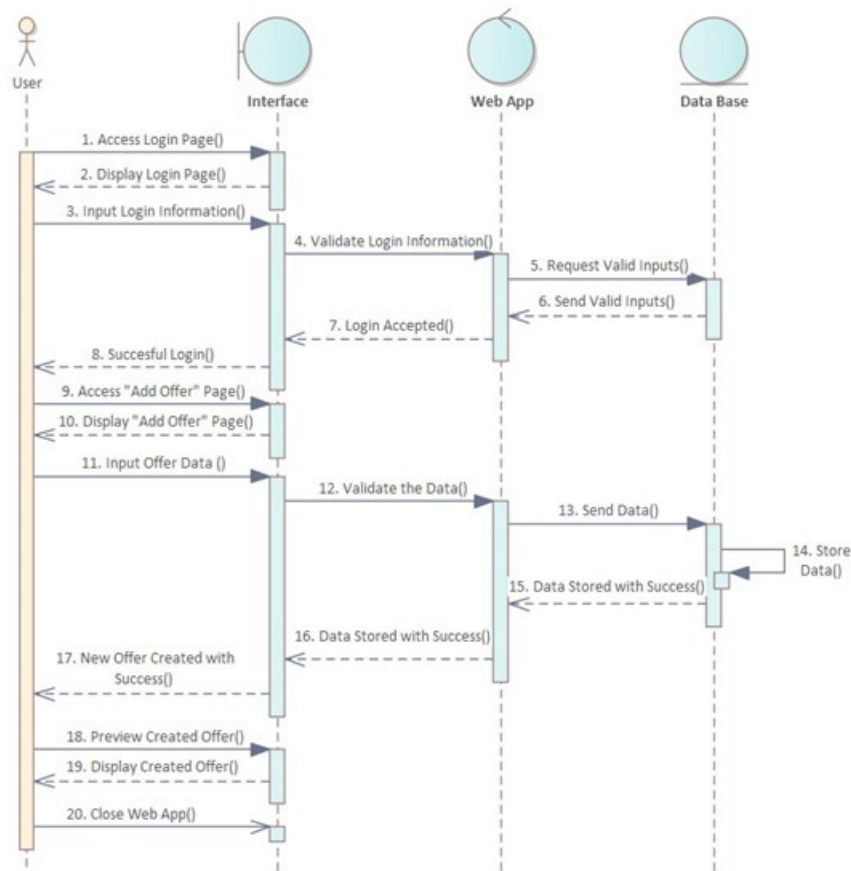 User
Interface
Web App
Data Base
1. Access Login Page()
2. Display Login Page()
3. Input Login Information()
4. Validate Login Information()
5. Request Valid Inputs()
6. Send Valid Inputs()
7. Login Accepted()
8. Succesful Login()
9. Access "Add Offer" Page()
10. Display "Add Offer" Page()
11. Input Offer Data ()
12. Validate the Data()
13. Send Data()
14. Store
Data()
15. Data Stored with Success()
16. Data Stored with Success()
17. New Offer Created with
Success()
18. Preview Created Offer()
19. Display Created Offer()
20. Close Web App()